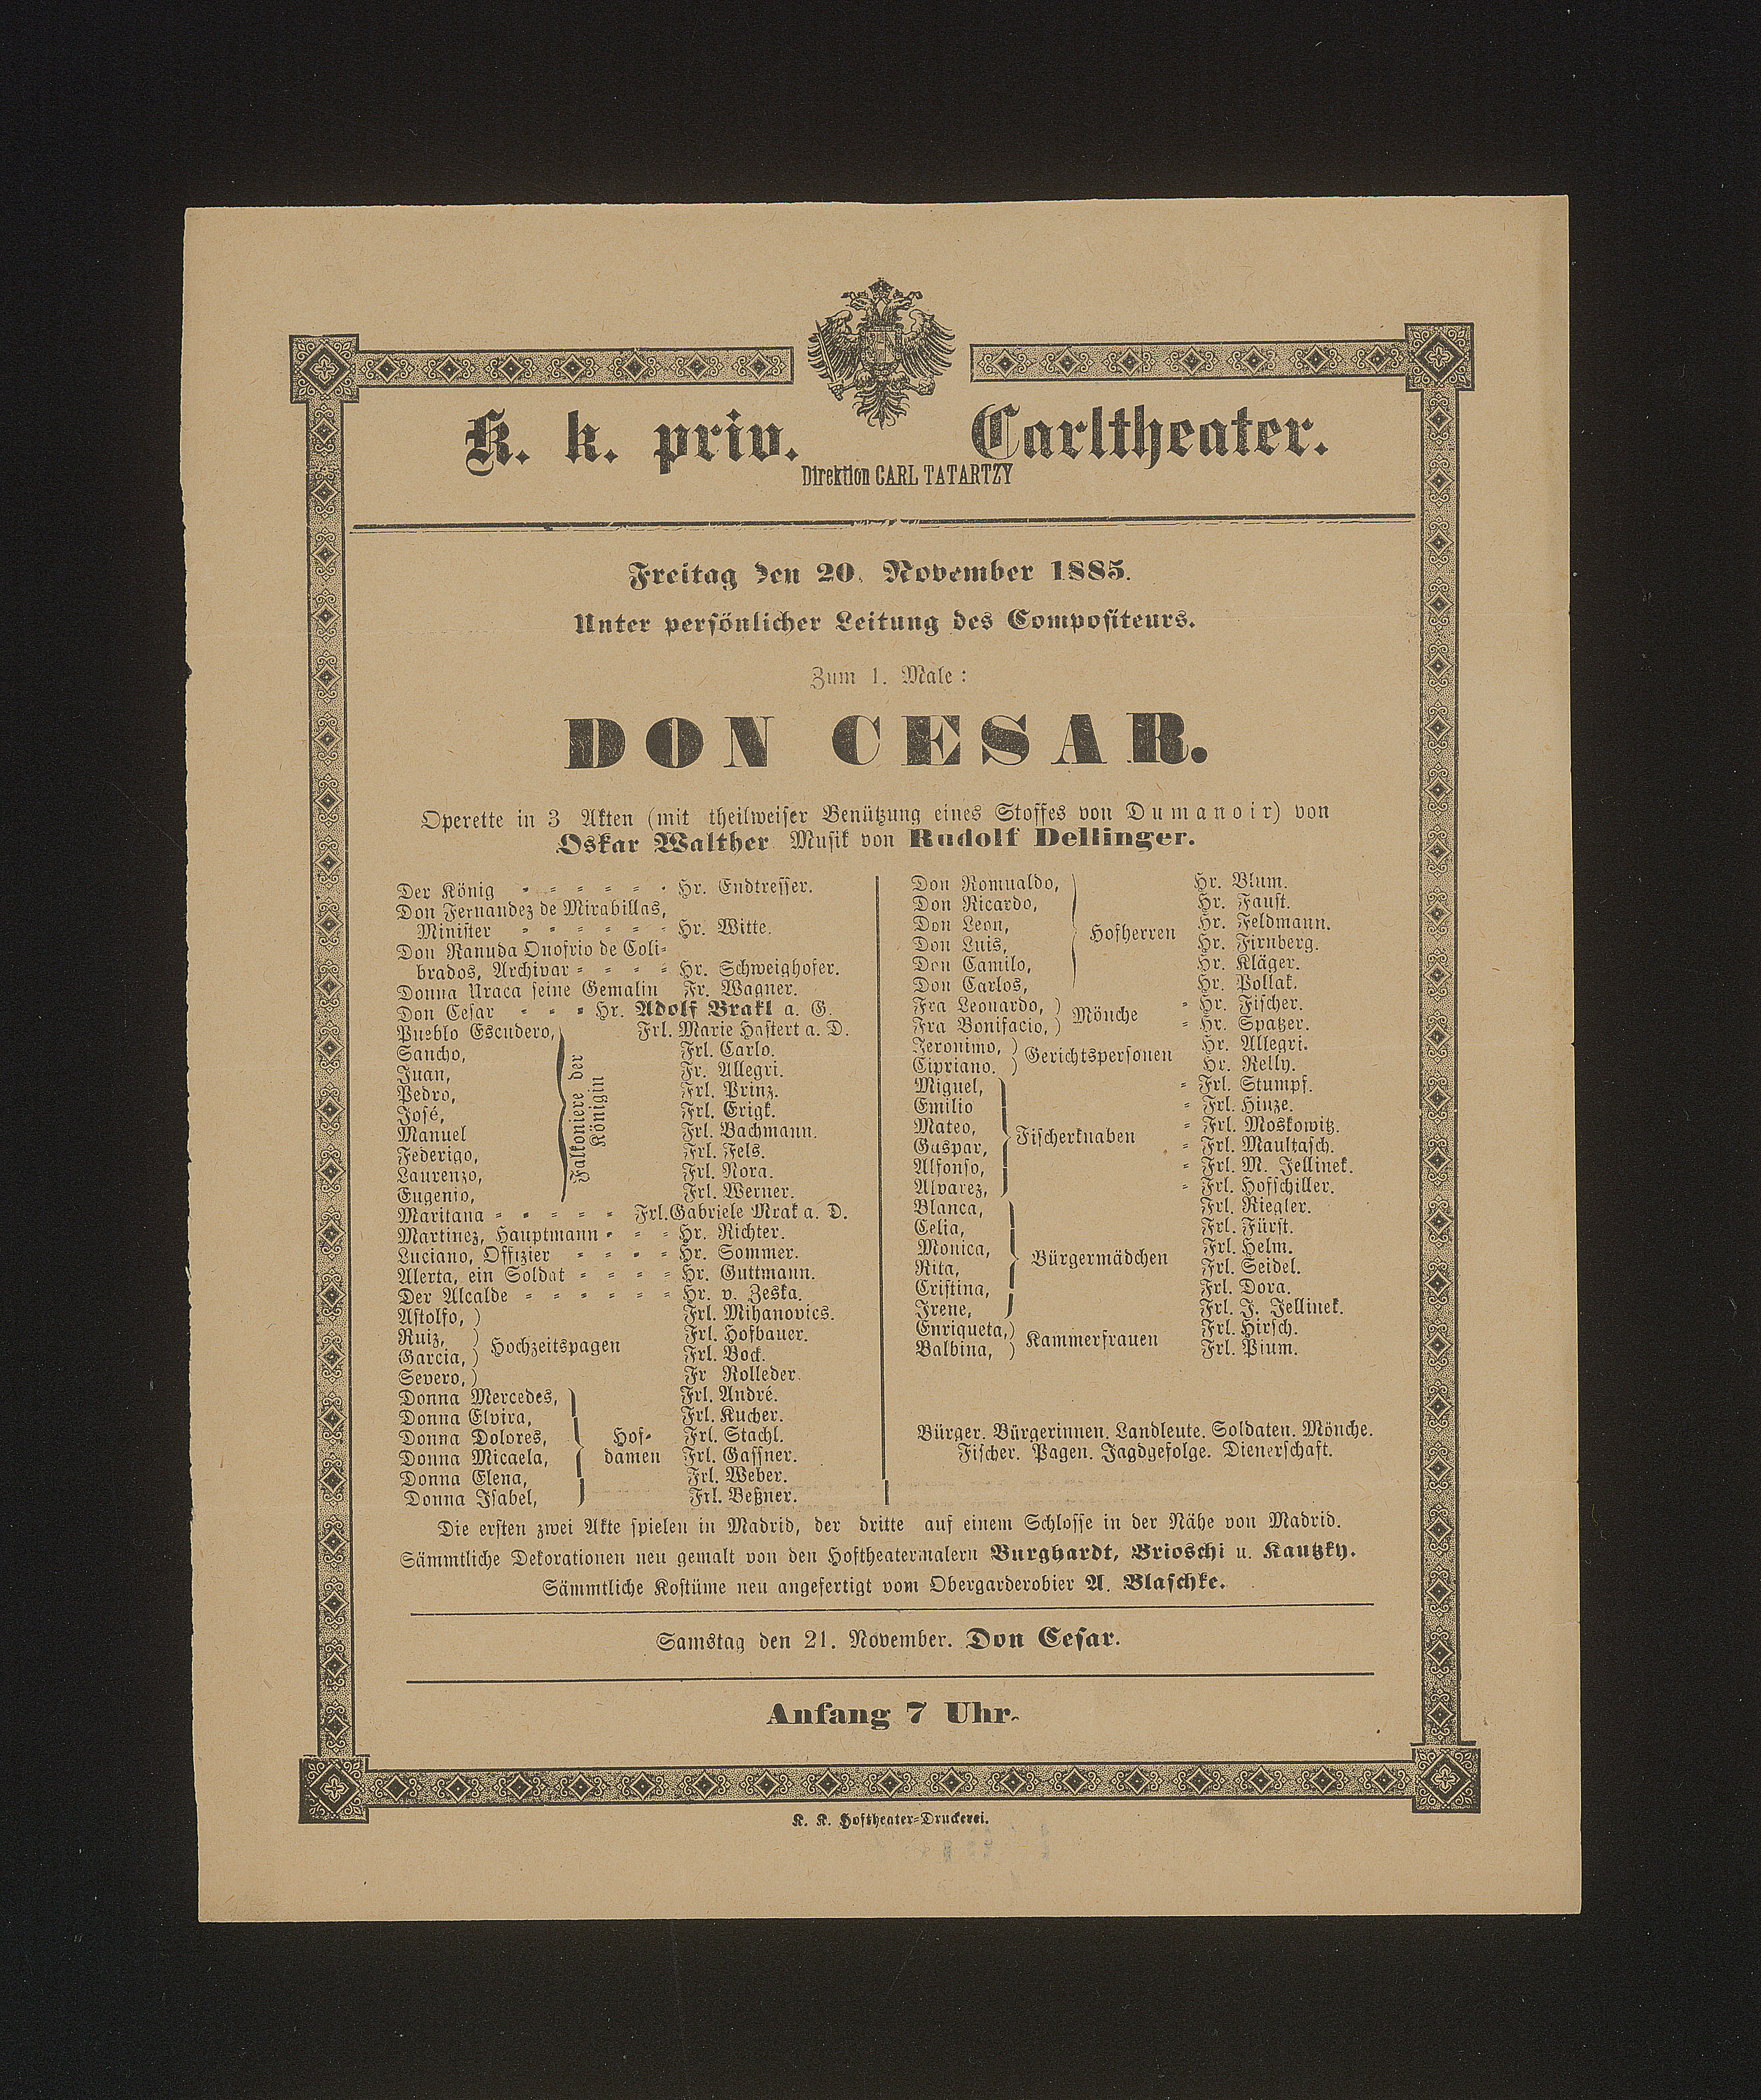 K. k. priv. Carltheater.
Direktion CARL TATARTZY
Freitag den 20. November 1885.
Unter persönlicher Leitung des Compositeurs.
Zum 1. Male:
DON CESAR.
Operette in 3 Akten (mit theilweiser Benützung eines Stoffes von Dumanoir) von
Oskar Walther Musik von Rudolf Dellinger.
Der König - - - - - - Hr. Endtresser.
Don Fernandez de Mirabillas,
Minister - - - - - - Hr. Witte.
Don Ranuda Onofrio de Coli-
brados, Archivar - - - - Hr. Schweighofer.
Donna Uraca seine Gemalin Fr. Wagner.
Don Cesar - - - Hr. Adolf Brakl a. G.
Pueblo Escudero, Frl. Marie Hastert a. D.
Sancho, Frl. Carlo.
Juan, Fr. Allegri.
Pedro, Frl. Prinz.
José, Frl. Erigk.
Manuel Frl. Bachmann.
Federigo, Frl. Fels.
Laurenzo, Frl. Nora.
Eugenio, Frl. Werner.
Falkoniere der
Königin
Maritana - - - - - Frl. Gabriele Mrak a. D.
Martinez, Hauptmann - - - Hr. Richter.
Luciano, Offizier - - - - Hr. Sommer.
Alerta, ein Soldat - - - - Hr. Guttmann.
Der Alcalde - - - - - - Hr. v. Zeska.
Astolfo, ) Frl. Mihanovics.
Ruiz, ) Frl. Hofbauer.
Hochzeitspagen
Garcia, ) Frl. Bock.
Severo, ) Fr Rolleder.
Donna Mercedes, Frl. André.
Donna Elvira, Frl. Kucher.
Donna Dolores, Hof- Frl. Stachl.
Donna Micaela, damen Frl. Gassner.
Donna Elena, Frl. Weber.
Donna Isabel, Frl. Beßner.
Don Romualdo, Hr. Blum.
Don Ricardo, Hr. Faust.
Don Leon, Hr. Feldmann.
Hofherren
Don Luis, Hr. Firnberg.
Don Camilo, Hr. Kläger.
Don Carlos, Hr. Pollak.
Fra Leonardo, ) Mönche - Hr. Fischer.
Fra Bonifacio, ) - Hr. Spatzer.
Jeronimo, ) Gerichtspersonen Hr. Allegri.
Cipriano. ) Hr. Relly.
Miguel, - Frl. Stumpf.
Emilio - Frl. Hinze.
Mateo, - Frl. Moskowitz.
Fischerknaben
Guspar, - Frl. Maultasch.
Alfonso, - Frl. M. Jellinek.
Alvarez, - Frl. Hofschiller.
Blanca, Frl. Riegler.
Celia, Frl. Fürst.
Monica, Frl. Helm.
Bürgermädchen
Rita, Frl. Seidel.
Cristina, Frl. Dora.
Irene, Frl. J. Jellinek.
Enriqueta, ) Kammerfrauen Frl. Hirsch.
Balbina, ) Frl. Pium.
Bürger. Bürgerinnen. Landleute. Soldaten. Mönche.
Fischer. Pagen. Jagdgefolge. Dienerschaft.
Die ersten zwei Akte spielen in Madrid, der dritte auf einem Schlosse in der Nähe von Madrid.
Sämmtliche Dekorationen neu gemalt von den Hoftheatermalern Burghardt, Brioschi u. Kautzky.
Sämmtliche Kostüme neu angefertigt vom Obergarderobier A. Blaschke.
Samstag den 21. November. Don Cesar.
Anfang 7 Uhr.
K. K. Hoftheater-Druckerei.